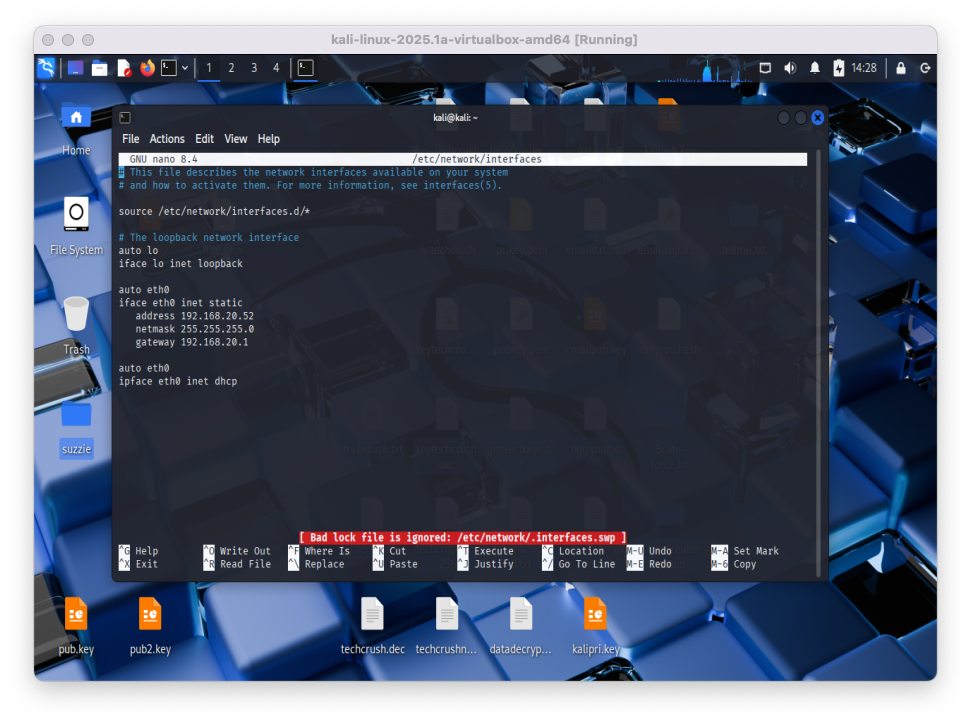 kali-linux-2025.1a-virtualbox-amd64 [Running]
1 2 3 4
14:28
kali@kali: ~
File Actions Edit View Help
GNU nano 8.4 /etc/network/interfaces
# This file describes the network interfaces available on your system
# and how to activate them. For more information, see interfaces(5).
source /etc/network/interfaces.d/*
# The loopback network interface
auto lo
iface lo inet loopback
auto eth0
iface eth0 inet static
address 192.168.20.52
netmask 255.255.255.0
gateway 192.168.20.1
auto eth0
ipface eth0 inet dhcp
[ Bad lock file is ignored: /etc/network/.interfaces.swp ]
^G Help ^O Write Out ^F Where Is ^K Cut ^T Execute ^C Location M-U Undo M-A Set Mark
^X Exit ^R Read File ^\ Replace ^U Paste ^J Justify ^/ Go To Line M-E Redo M-6 Copy
Home
File System
Trash
suzzie
pub.key pub2.key techcrush.dec techcrushn... datadecryp... kalipri.key